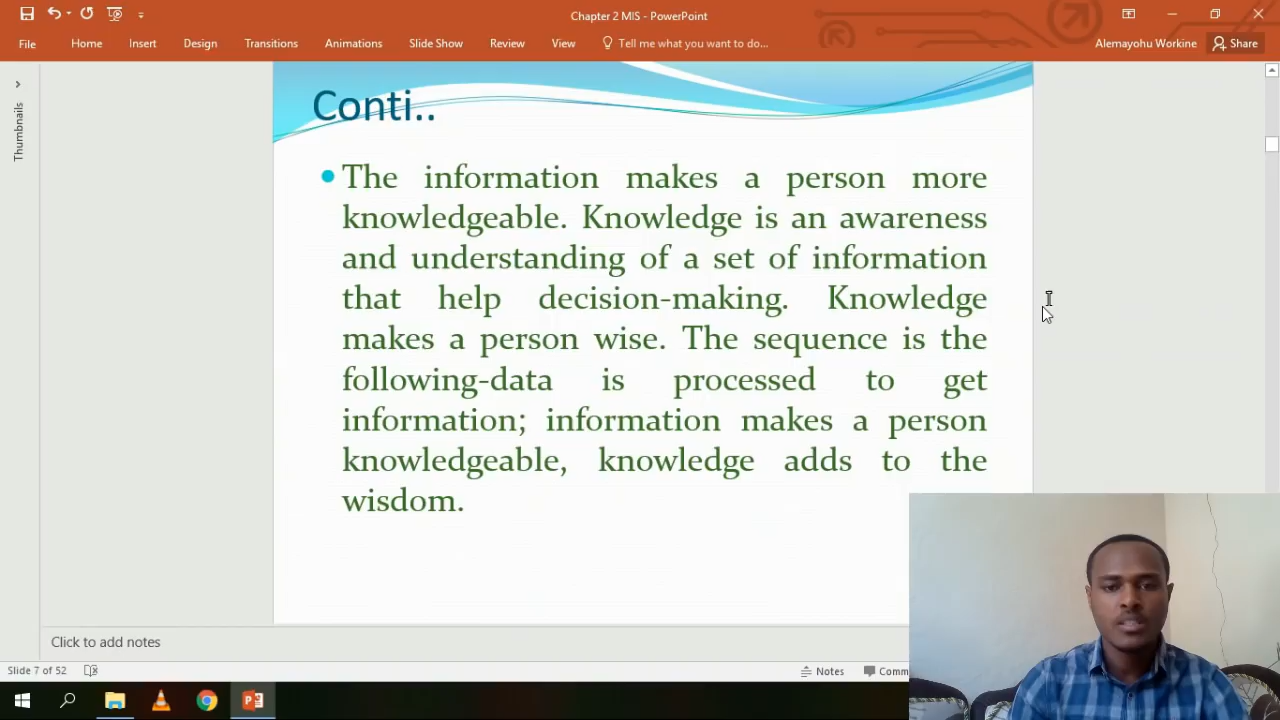 Chapter 2 MIS - PowerPoint
File Home Insert Design Transitions Animations Slide Show Review View Tell me what you want to do... Alemayohu Workine Share
Thumbnails
Conti..
The information makes a person more
knowledgeable. Knowledge is an awareness
and understanding of a set of information
that help decision-making. Knowledge
makes a person wise. The sequence is the
following-data is processed to get
information; information makes a person
knowledgeable, knowledge adds to the
wisdom.
Click to add notes
Slide 7 of 52 Notes Comm